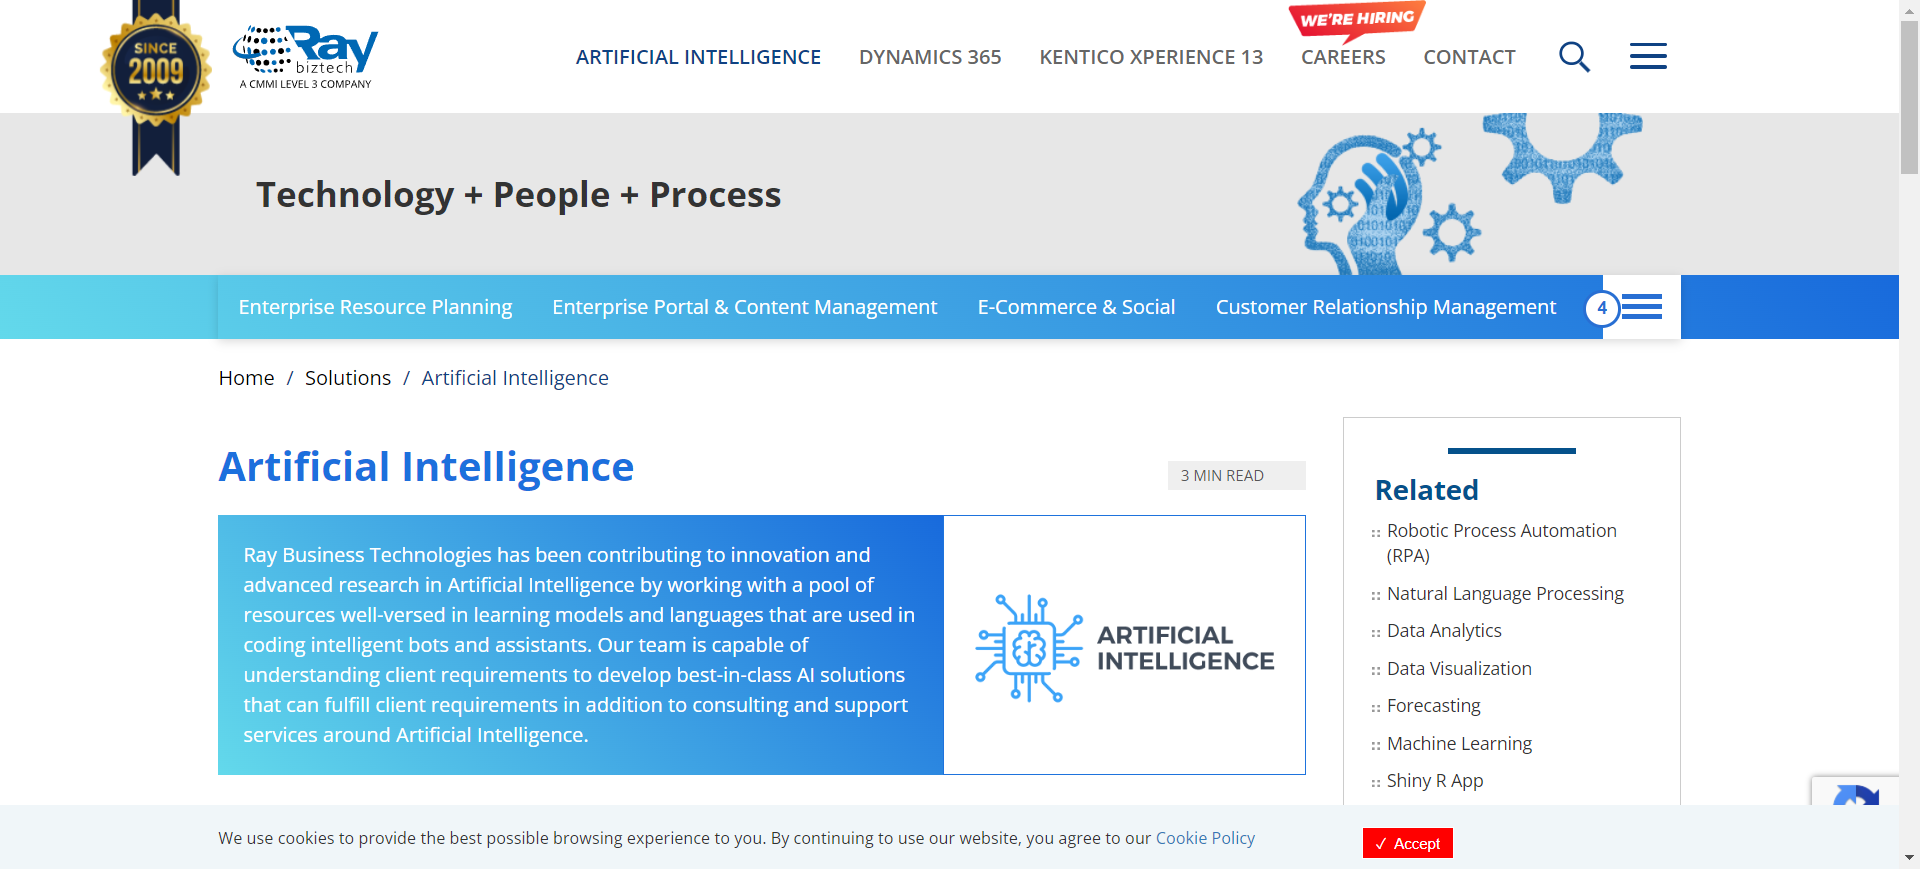 SINCE
2009
Ray
biztech
A CMMI LEVEL 3 COMPANY
WE'RE HIRING
ARTIFICIAL INTELLIGENCE
DYNAMICS 365
KENTICO XPERIENCE 13
CAREERS
CONTACT
Technology + People + Process
Enterprise Resource Planning
Enterprise Portal & Content Management
E-Commerce & Social
Customer Relationship Management
4
Home / Solutions / Artificial Intelligence
Artificial Intelligence
3 MIN READ
Ray Business Technologies has been contributing to innovation and
advanced research in Artificial Intelligence by working with a pool of
resources well-versed in learning models and languages that are used in
coding intelligent bots and assistants. Our team is capable of
understanding client requirements to develop best-in-class AI solutions
that can fulfill client requirements in addition to consulting and support
services around Artificial Intelligence.
ARTIFICIAL
INTELLIGENCE
Related
Robotic Process Automation
(RPA)
Natural Language Processing
Data Analytics
Data Visualization
Forecasting
Machine Learning
Shiny R App
We use cookies to provide the best possible browsing experience to you. By continuing to use our website, you agree to our Cookie Policy
✓ Accept